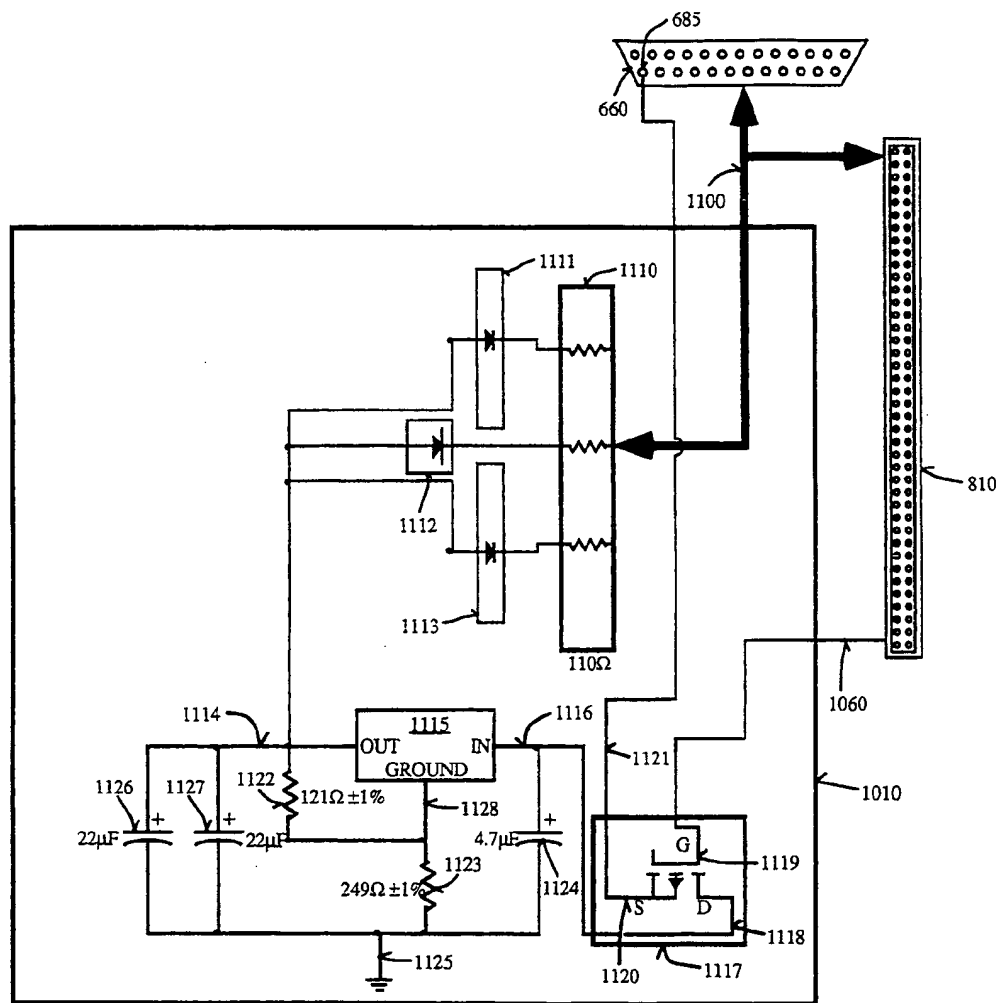 685
660
1100
1111
1110
810
1112
1113
110Ω
1060
1114
1115
1116
OUT
IN
GROUND
1121
1126
1127
1122
121Ω ±1%
1128
1010
+
+
+
22µF
22µF
4.7µF
G
1119
1123
249Ω ±1%
1124
S
D
1118
1125
1120
1117